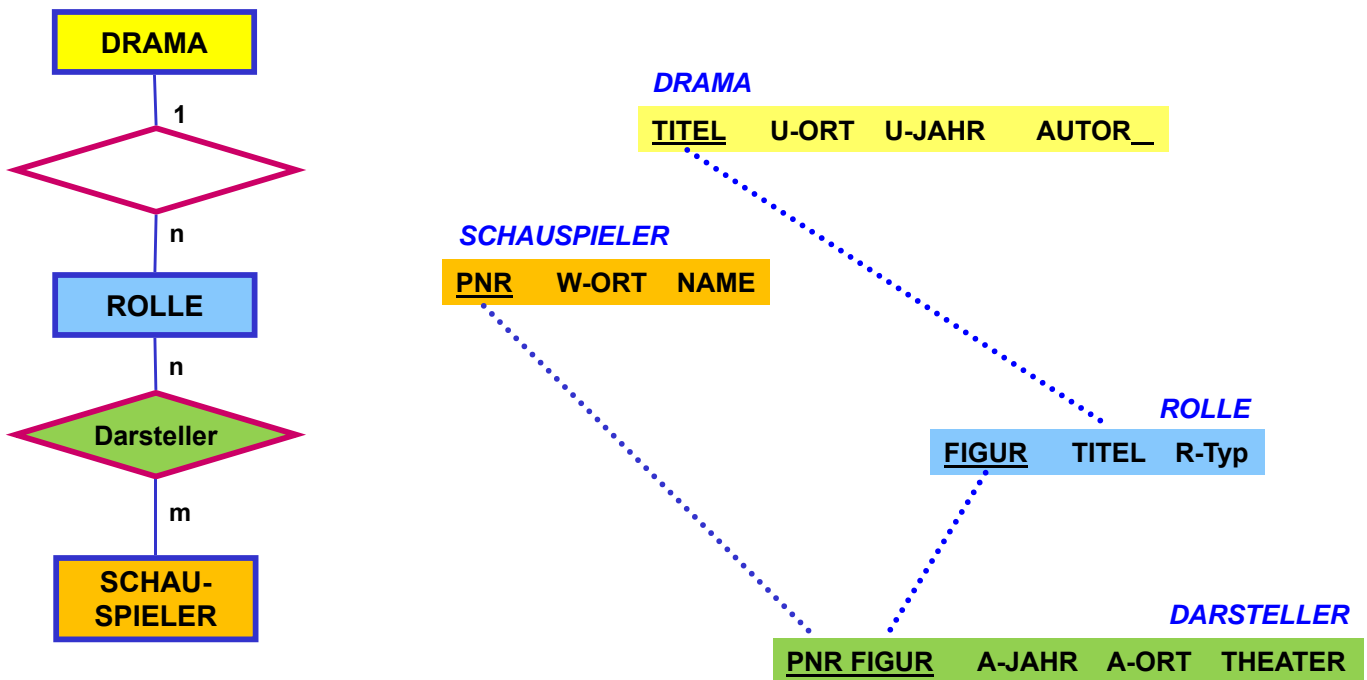 DRAMA
1
n
ROLLE
n
Darsteller
m
SCHAU-
SPIELER
DRAMA
TITEL U-ORT U-JAHR AUTOR_
SCHAUSPIELER
PNR W-ORT NAME
ROLLE
FIGUR TITEL R-Typ
DARSTELLER
PNR FIGUR A-JAHR A-ORT THEATER